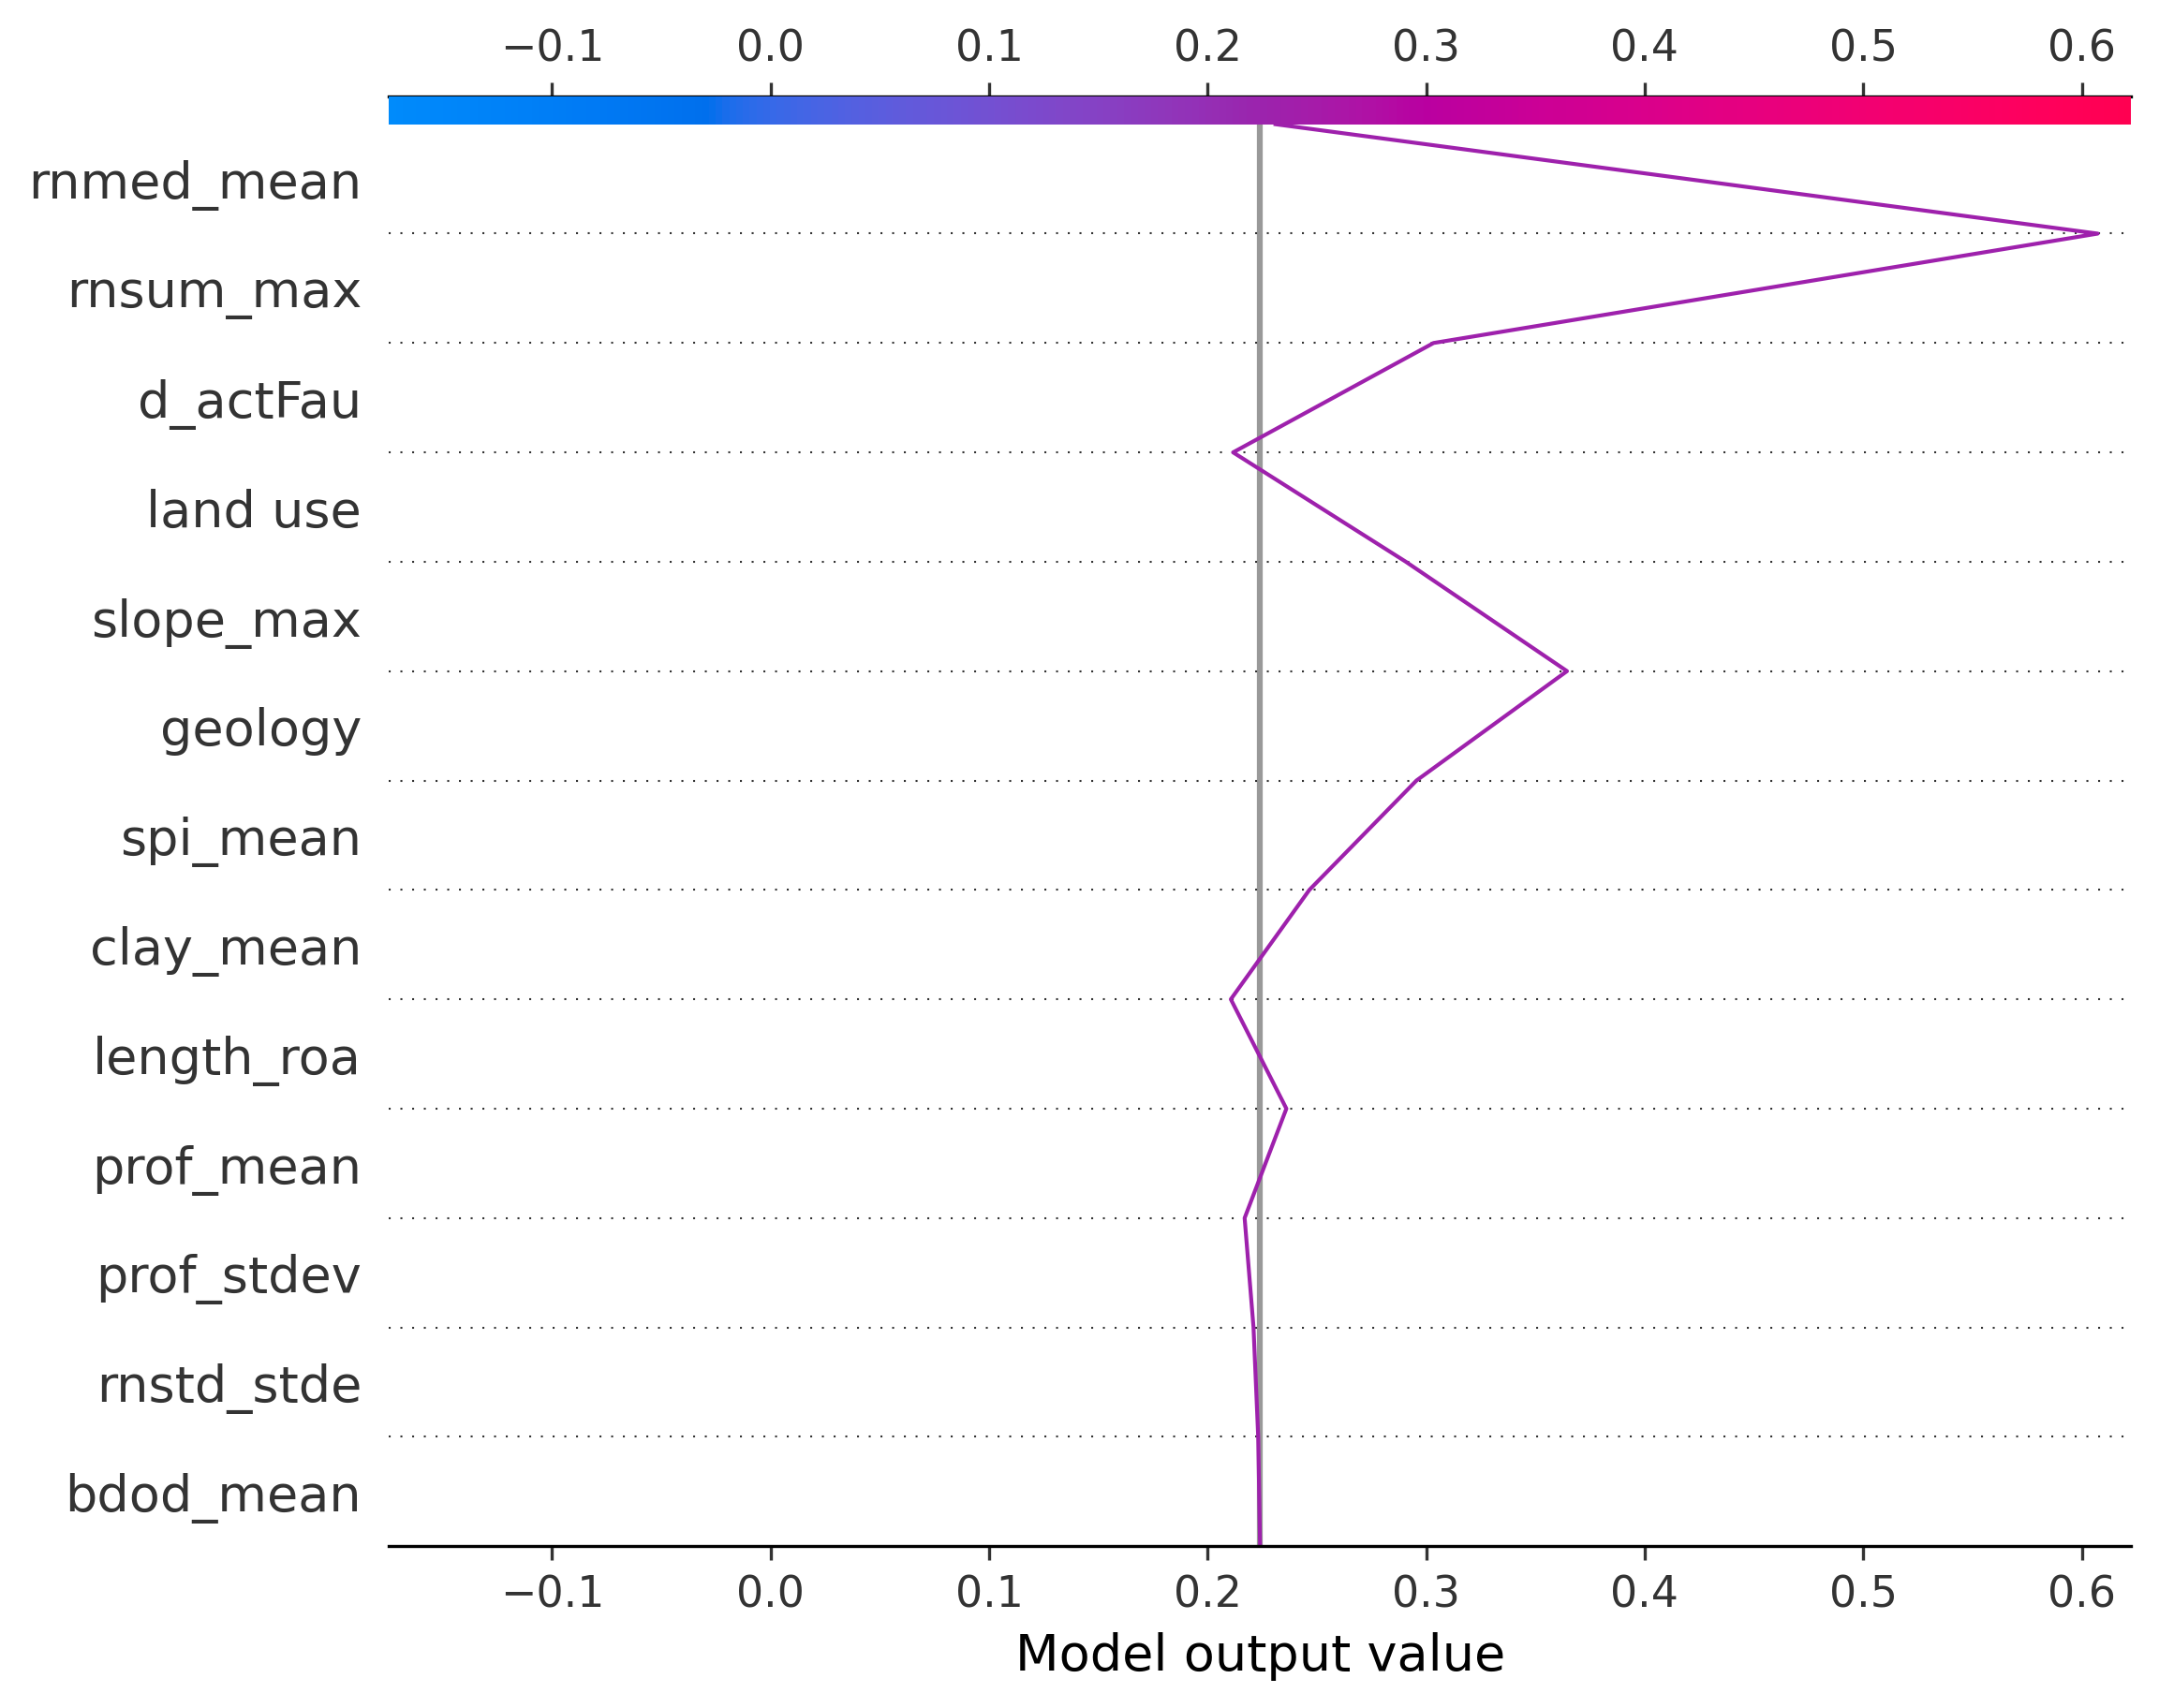 −0.1 0.0 0.1 0.2 0.3 0.4 0.5 0.6
rnmed_mean
rnsum_max
d_actFau
land use
slope_max
geology
spi_mean
clay_mean
length_roa
prof_mean
prof_stdev
rnstd_stde
bdod_mean
−0.1 0.0 0.1 0.2 0.3 0.4 0.5 0.6
Model output value